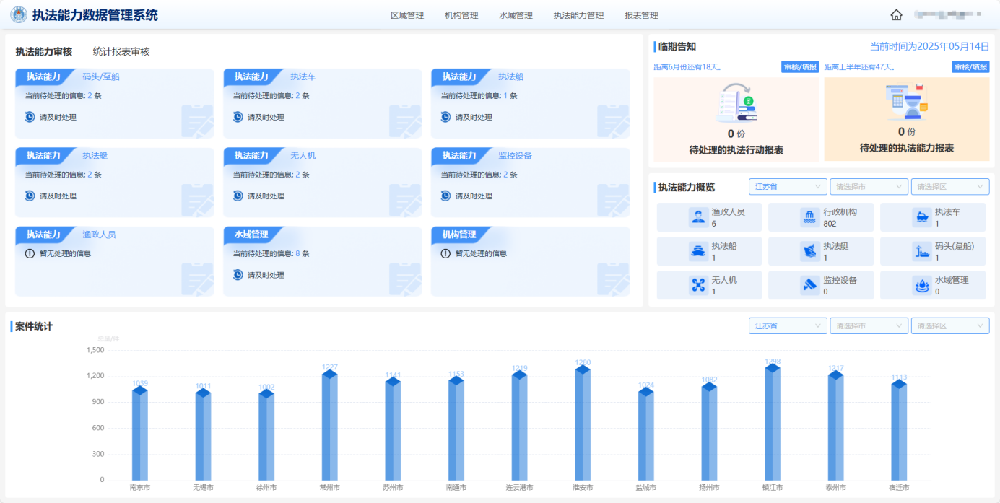 执法能力数据管理系统
区域管理 机构管理 水域管理 执法能力管理 报表管理
执法能力审核 统计报表审核
执法能力 码头/趸船
当前待处理的信息: 2 条
请及时处理
执法能力 执法车
当前待处理的信息: 2 条
请及时处理
执法能力 执法船
当前待处理的信息: 1 条
请及时处理
执法能力 执法艇
当前待处理的信息: 2 条
请及时处理
执法能力 无人机
当前待处理的信息: 2 条
请及时处理
执法能力 监控设备
当前待处理的信息: 2 条
请及时处理
执法能力 渔政人员
暂无处理的信息
水域管理
当前待处理的信息: 8 条
请及时处理
机构管理
暂无处理的信息
临期告知 当前时间为2025年05月14日
距离6月份还有18天。 审核/填报
0 份
待处理的执法行动报表
距离上半年还有47天。 审核/填报
0 份
待处理的执法能力报表
执法能力概览 江苏省 请选择市 请选择区
渔政人员
6
行政机构
802
执法车
1
执法船
1
执法艇
1
码头(趸船)
1
无人机
1
监控设备
0
水域管理
0
案件统计 江苏省 请选择市 请选择区
总量/件
1,500
1,200
900
600
300
0
1039 1011 1002 1227 1141 1153 1219 1280 1024 1082 1298 1217 1113
南京市 无锡市 徐州市 常州市 苏州市 南通市 连云港市 淮安市 盐城市 扬州市 镇江市 泰州市 宿迁市